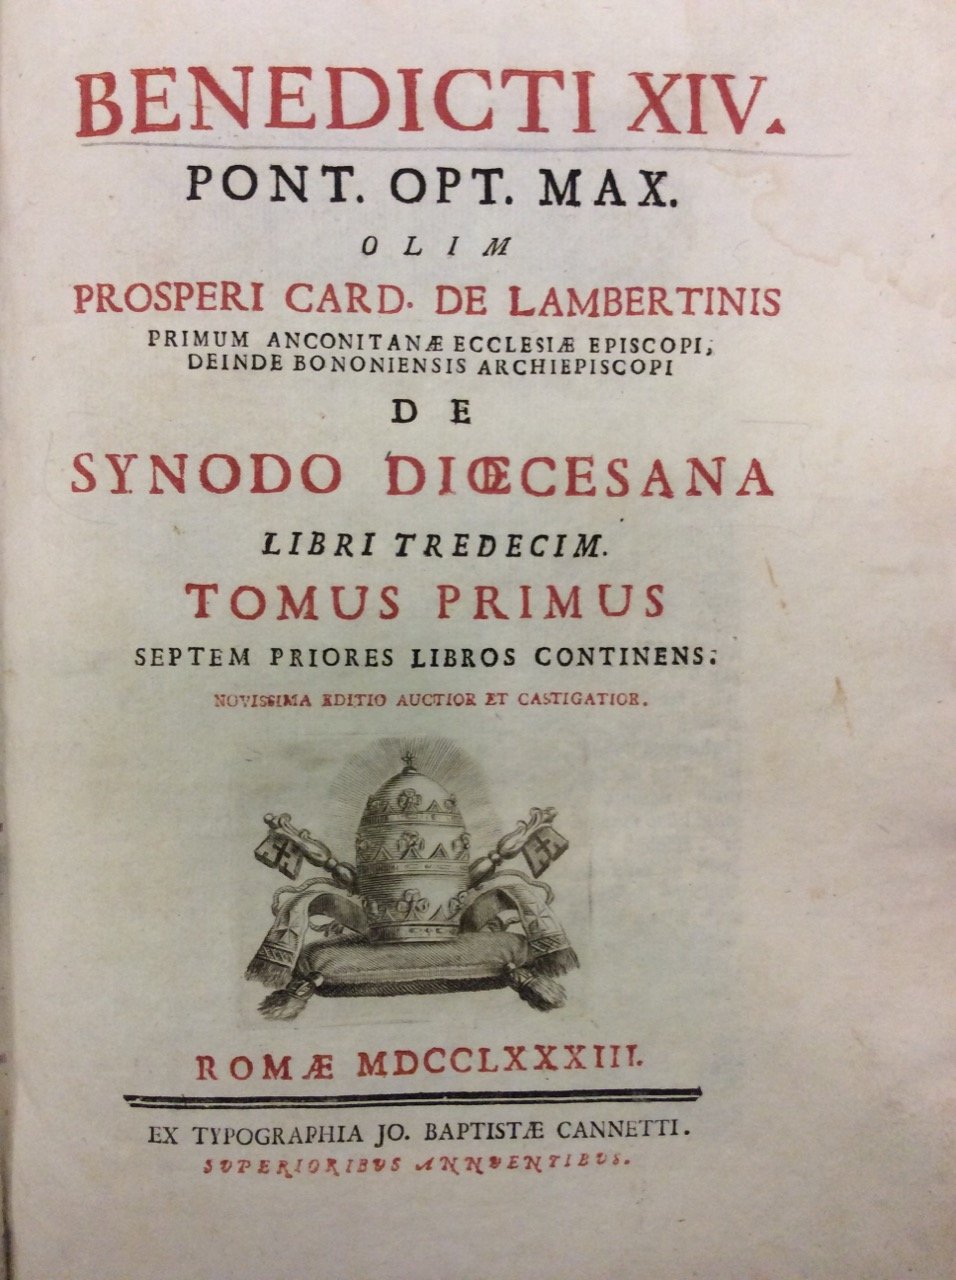 BENEDICTI XIV.
PONT. OPT. MAX.
OLIM
PROSPERI CARD. DE LAMBERTINIS
PRIMUM ANCONITANÆ ECCLESIÆ EPISCOPI,
DEINDE BONONIENSIS ARCHIEPISCOPI
DE
SYNODO DIŒCESANA
LIBRI TREDECIM.
TOMUS PRIMUS
SEPTEM PRIORES LIBROS CONTINENS.
NOVISSIMA EDITIO AUCTIOR ET CASTIGATIOR.
ROMÆ MDCCLXXXIII.
EX TYPOGRAPHIA JO. BAPTISTÆ CANNETTI.
SVPERIORIBVS ANNVENTIBVS.